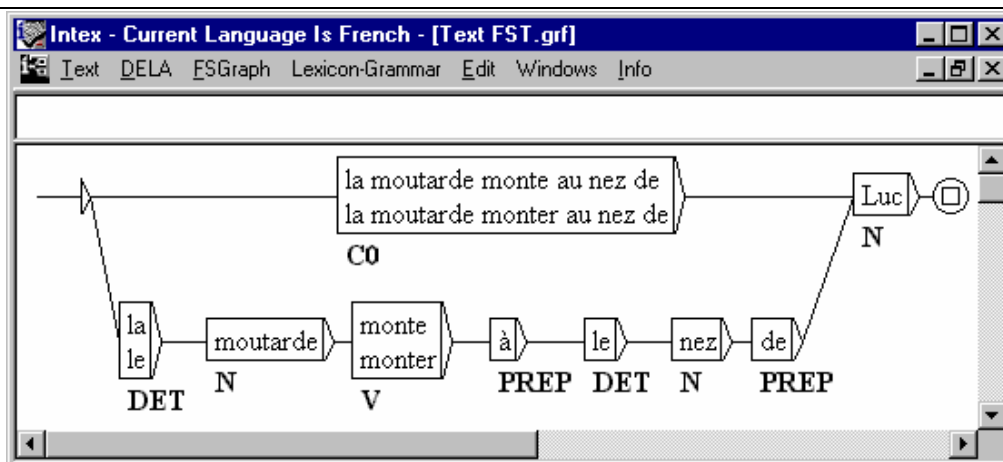 Intex - Current Language Is French - [Text FST.grf]
Text DELA FSGraph Lexicon-Grammar Edit Windows Info
la moutarde monte au nez de
la moutarde monter au nez de
C0
Luc
N
la
le
DET
moutarde
N
monte
monter
V
à
PREP
le
DET
nez
N
de
PREP